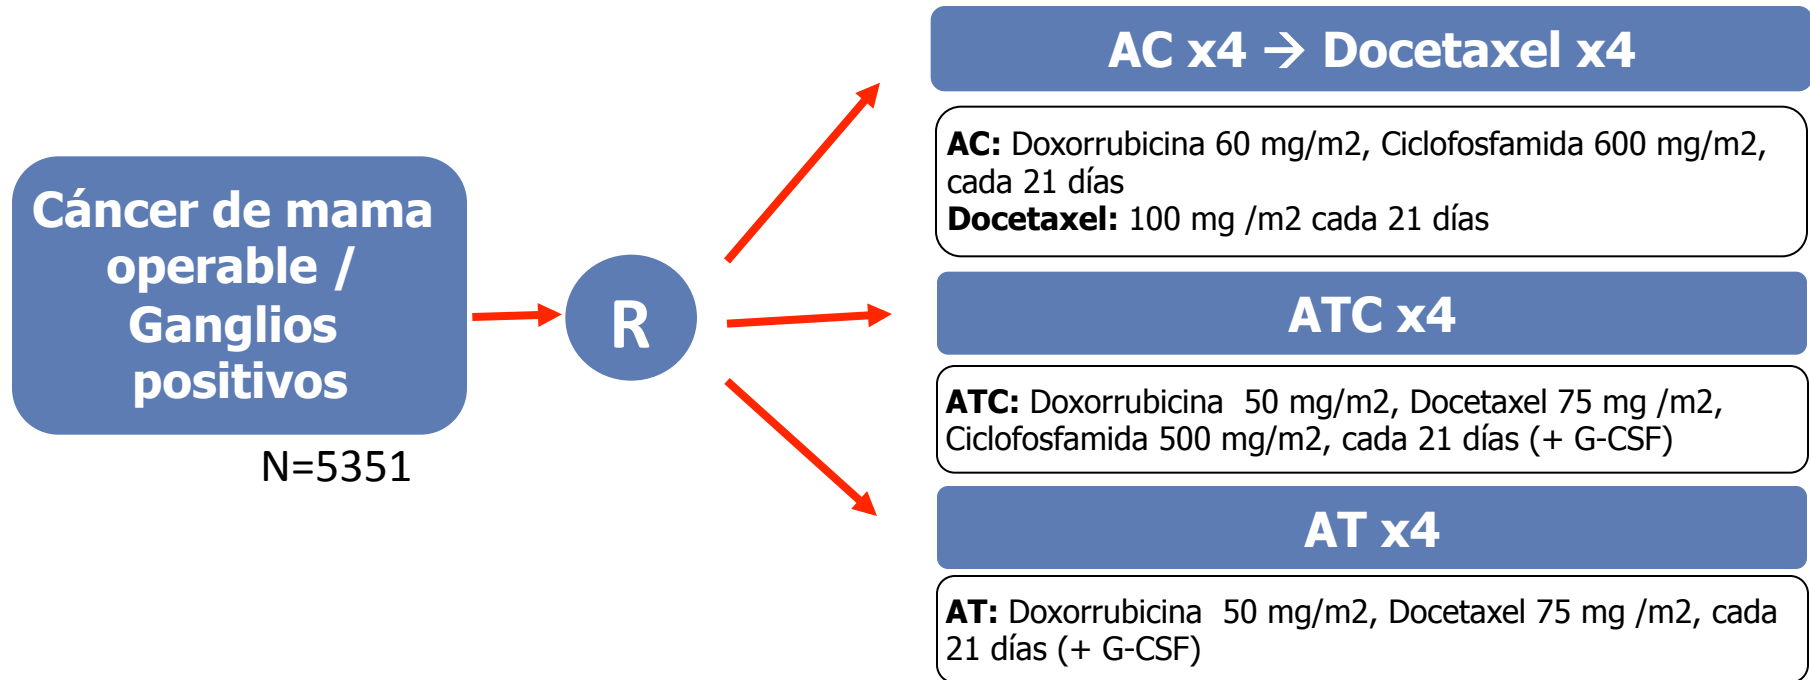 Cáncer de mama
operable /
Ganglios
positivos
N=5351
R
AC x4 → Docetaxel x4
AC: Doxorrubicina 60 mg/m2, Ciclofosfamida 600 mg/m2,
cada 21 días
Docetaxel: 100 mg /m2 cada 21 días
ATC x4
ATC: Doxorrubicina  50 mg/m2, Docetaxel 75 mg /m2,
Ciclofosfamida 500 mg/m2, cada 21 días (+ G-CSF)
AT x4
AT: Doxorrubicina  50 mg/m2, Docetaxel 75 mg /m2, cada
21 días (+ G-CSF)